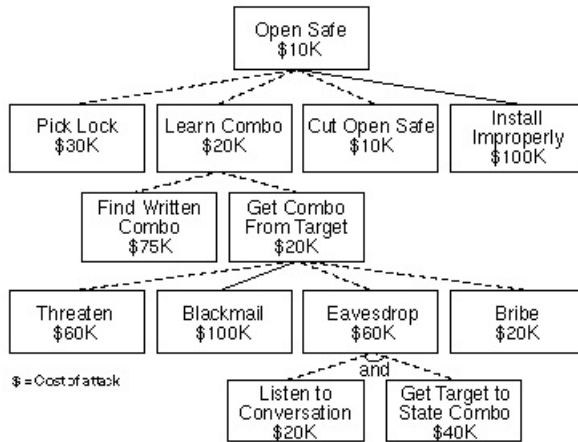 Open Safe
$10K
Pick Lock
$30K
Learn Combo
$20K
Cut Open Safe
$10K
Install
Improperly
$100K
Find Written
Combo
$75K
Get Combo
From Target
$20K
Threaten
$60K
Blackmail
$100K
Eavesdrop
$60K
Bribe
$20K
and
$ = Cost of attack
Listen to
Conversation
$20K
Get Target to
State Combo
$40K